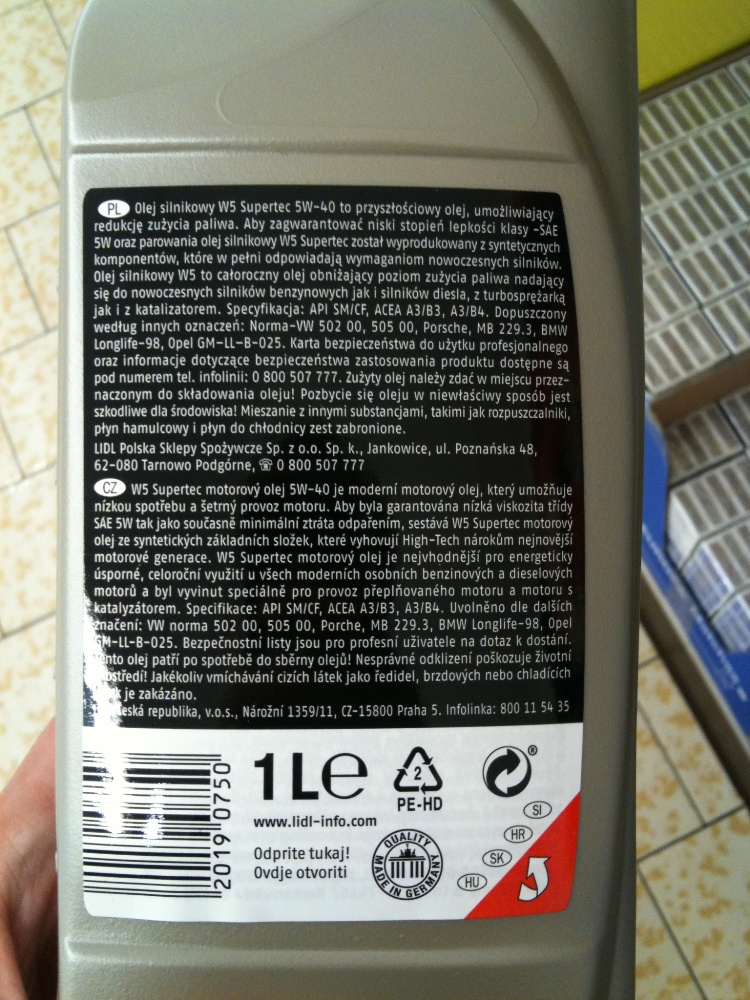 PL Olej silnikowy W5 Supertec 5W-40 to przyszłościowy olej, umożliwiający
redukcję zużycia paliwa. Aby zagwarantować niski stopień lepkości klasy -SAE
5W oraz parowania olej silnikowy W5 Supertec został wyprodukowany z syntetycznych
komponentów, które w pełni odpowiadają wymaganiom nowoczesnych silników.
Olej silnikowy W5 to całoroczny olej obniżający poziom zużycia paliwa nadający
się do nowoczesnych silników benzynowych jak i silników diesla, z turbosprężarką
jak i z katalizatorem. Specyfikacja: API SM/CF, ACEA A3/B3, A3/B4. Dopuszczony
według innych oznaczeń: Norma-VW 502 00, 505 00, Porsche, MB 229.3, BMW
Longlife-98, Opel GM-LL-B-025. Karta bezpieczeństwa do użytku profesjonalnego
oraz informacje dotyczące bezpieczeństwa zastosowania produktu dostępne są
pod numerem tel. infolinii: 0 800 507 777. Zużyty olej należy zdać w miejscu przez-
naczonym do składowania oleju! Pozbycie się oleju w niewłaściwy sposób jest
szkodliwe dla środowiska! Mieszanie z innymi substancjami, takimi jak rozpuszczalniki,
płyn hamulcowy i płyn do chłodnicy zest zabronione.
LIDL Polska Sklepy Spożywcze Sp. z o.o. Sp. k., Jankowice, ul. Poznańska 48,
62-080 Tarnowo Podgórne, ☏ 0 800 507 777
CZ W5 Supertec motorový olej 5W-40 je moderní motorový olej, který umožňuje
nízkou spotřebu a šetrný provoz motoru. Aby byla garantována nízká viskozita třídy
SAE 5W tak jako současně minimální ztráta odpařením, sestává W5 Supertec motorový
olej ze syntetických základních složek, které vyhovují High-Tech nárokům nejnovější
motorové generace. W5 Supertec motorový olej je nejvhodnější pro energeticky
úsporné, celoroční využití u všech moderních osobních benzinových a dieselových
motorů a byl vyvinut speciálně pro provoz přeplňovaného motoru a motoru s
katalyzátorem. Specifikace: API SM/CF, ACEA A3/B3, A3/B4. Uvolněno dle dalších
značení: VW norma 502 00, 505 00, Porche, MB 229.3, BMW Longlife-98, Opel
GM-LL-B-025. Bezpečnostní listy jsou pro profesní uživatele na dotaz k dostání.
olej patří po spotřebě do sběrny olejů! Nesprávné odklizení poškozuje životní
Jakékoliv vmíchávání cizích látek jako ředidel, brzdových nebo chladících
je zakázáno.
republika, v.o.s., Nárožní 1359/11, CZ-15800 Praha 5. Infolinka: 800 11 54 35
2019 0750
1 L e
2
PE-HD
®
www.lidl-info.com
Odprite tukaj!
Ovdje otvoriti
QUALITY
MADE IN GERMANY
SI
HR
SK
HU